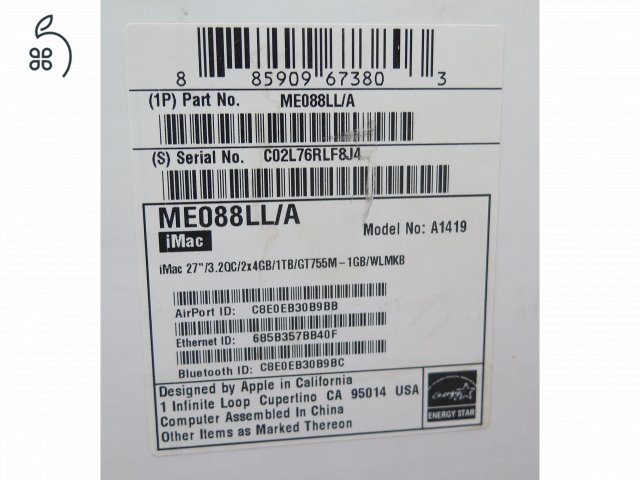 8 85909 67380 3
(1P) Part No. ME088LL/A
(S) Serial No. C02L76RLF8J4
ME088LL/A
iMac
Model No: A1419
iMac 27"/3.2QC/2x4GB/1TB/GT755M-1GB/WLMKB
AirPort ID: C8E0EB30B9BB
Ethernet ID: 685B357BB40F
Bluetooth ID: C8E0EB30B9BC
Designed by Apple in California
1 Infinite Loop Cupertino CA 95014 USA
Computer Assembled In China
Other Items as Marked Thereon
energy
ENERGY STAR